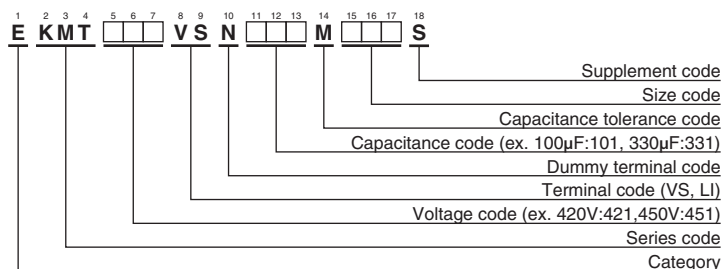 1 2 3 4 5 6 7 8 9 10 11 12 13 14 15 16 17 18
E KMT VS N M S
Supplement code
Size code
Capacitance tolerance code
Capacitance code (ex. 100µF:101, 330µF:331)
Dummy terminal code
Terminal code (VS, LI)
Voltage code (ex. 420V:421,450V:451)
Series code
Category